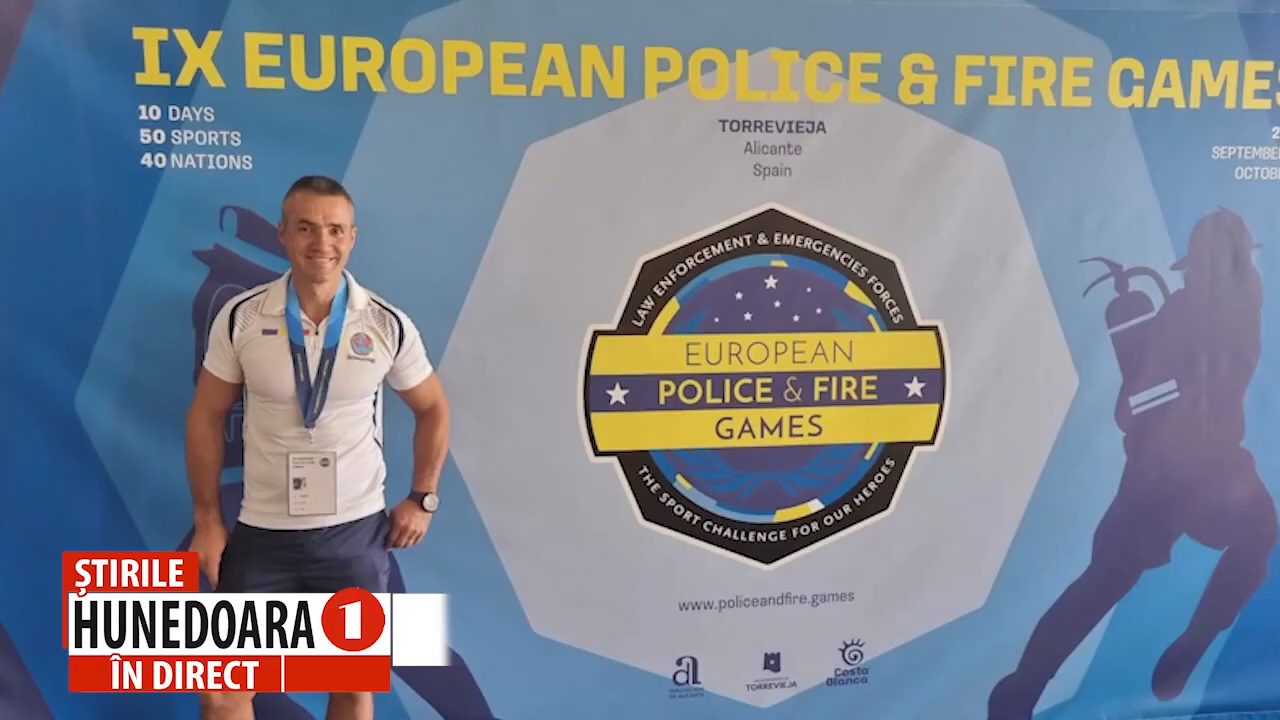 IX EUROPEAN POLICE & FIRE GAMES
10 DAYS
50 SPORTS
40 NATIONS
TORREVIEJA
Alicante
Spain
LAW ENFORCEMENT & EMERGENCIES FORCES
EUROPEAN
POLICE & FIRE
GAMES
THE SPORT CHALLENGE FOR OUR HEROES
www.policeandfire.games
TORREVIEJA
Costa
Blanca
ȘTIRILE
HUNEDOARA 1
ÎN DIRECT